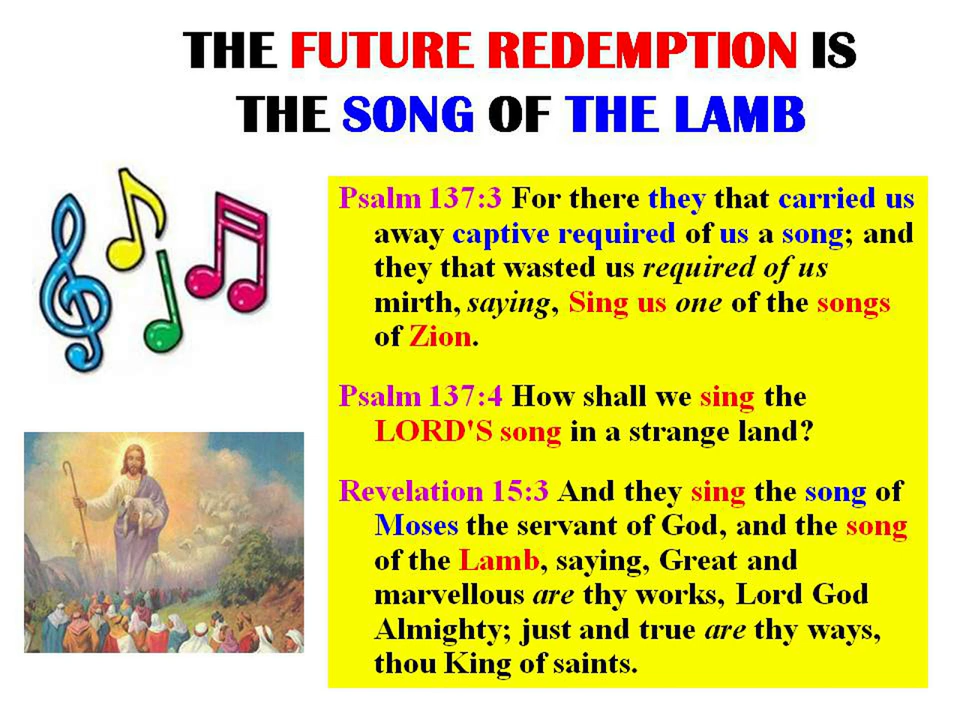 THE FUTURE REDEMPTION IS
THE SONG OF THE LAMB
Psalm 137:3 For there they that carried us
away captive required of us a song; and
they that wasted us required of us
mirth, saying, Sing us one of the songs
of Zion.
Psalm 137:4 How shall we sing the
LORD'S song in a strange land?
Revelation 15:3 And they sing the song of
Moses the servant of God, and the song
of the Lamb, saying, Great and
marvellous are thy works, Lord God
Almighty; just and true are thy ways,
thou King of saints.